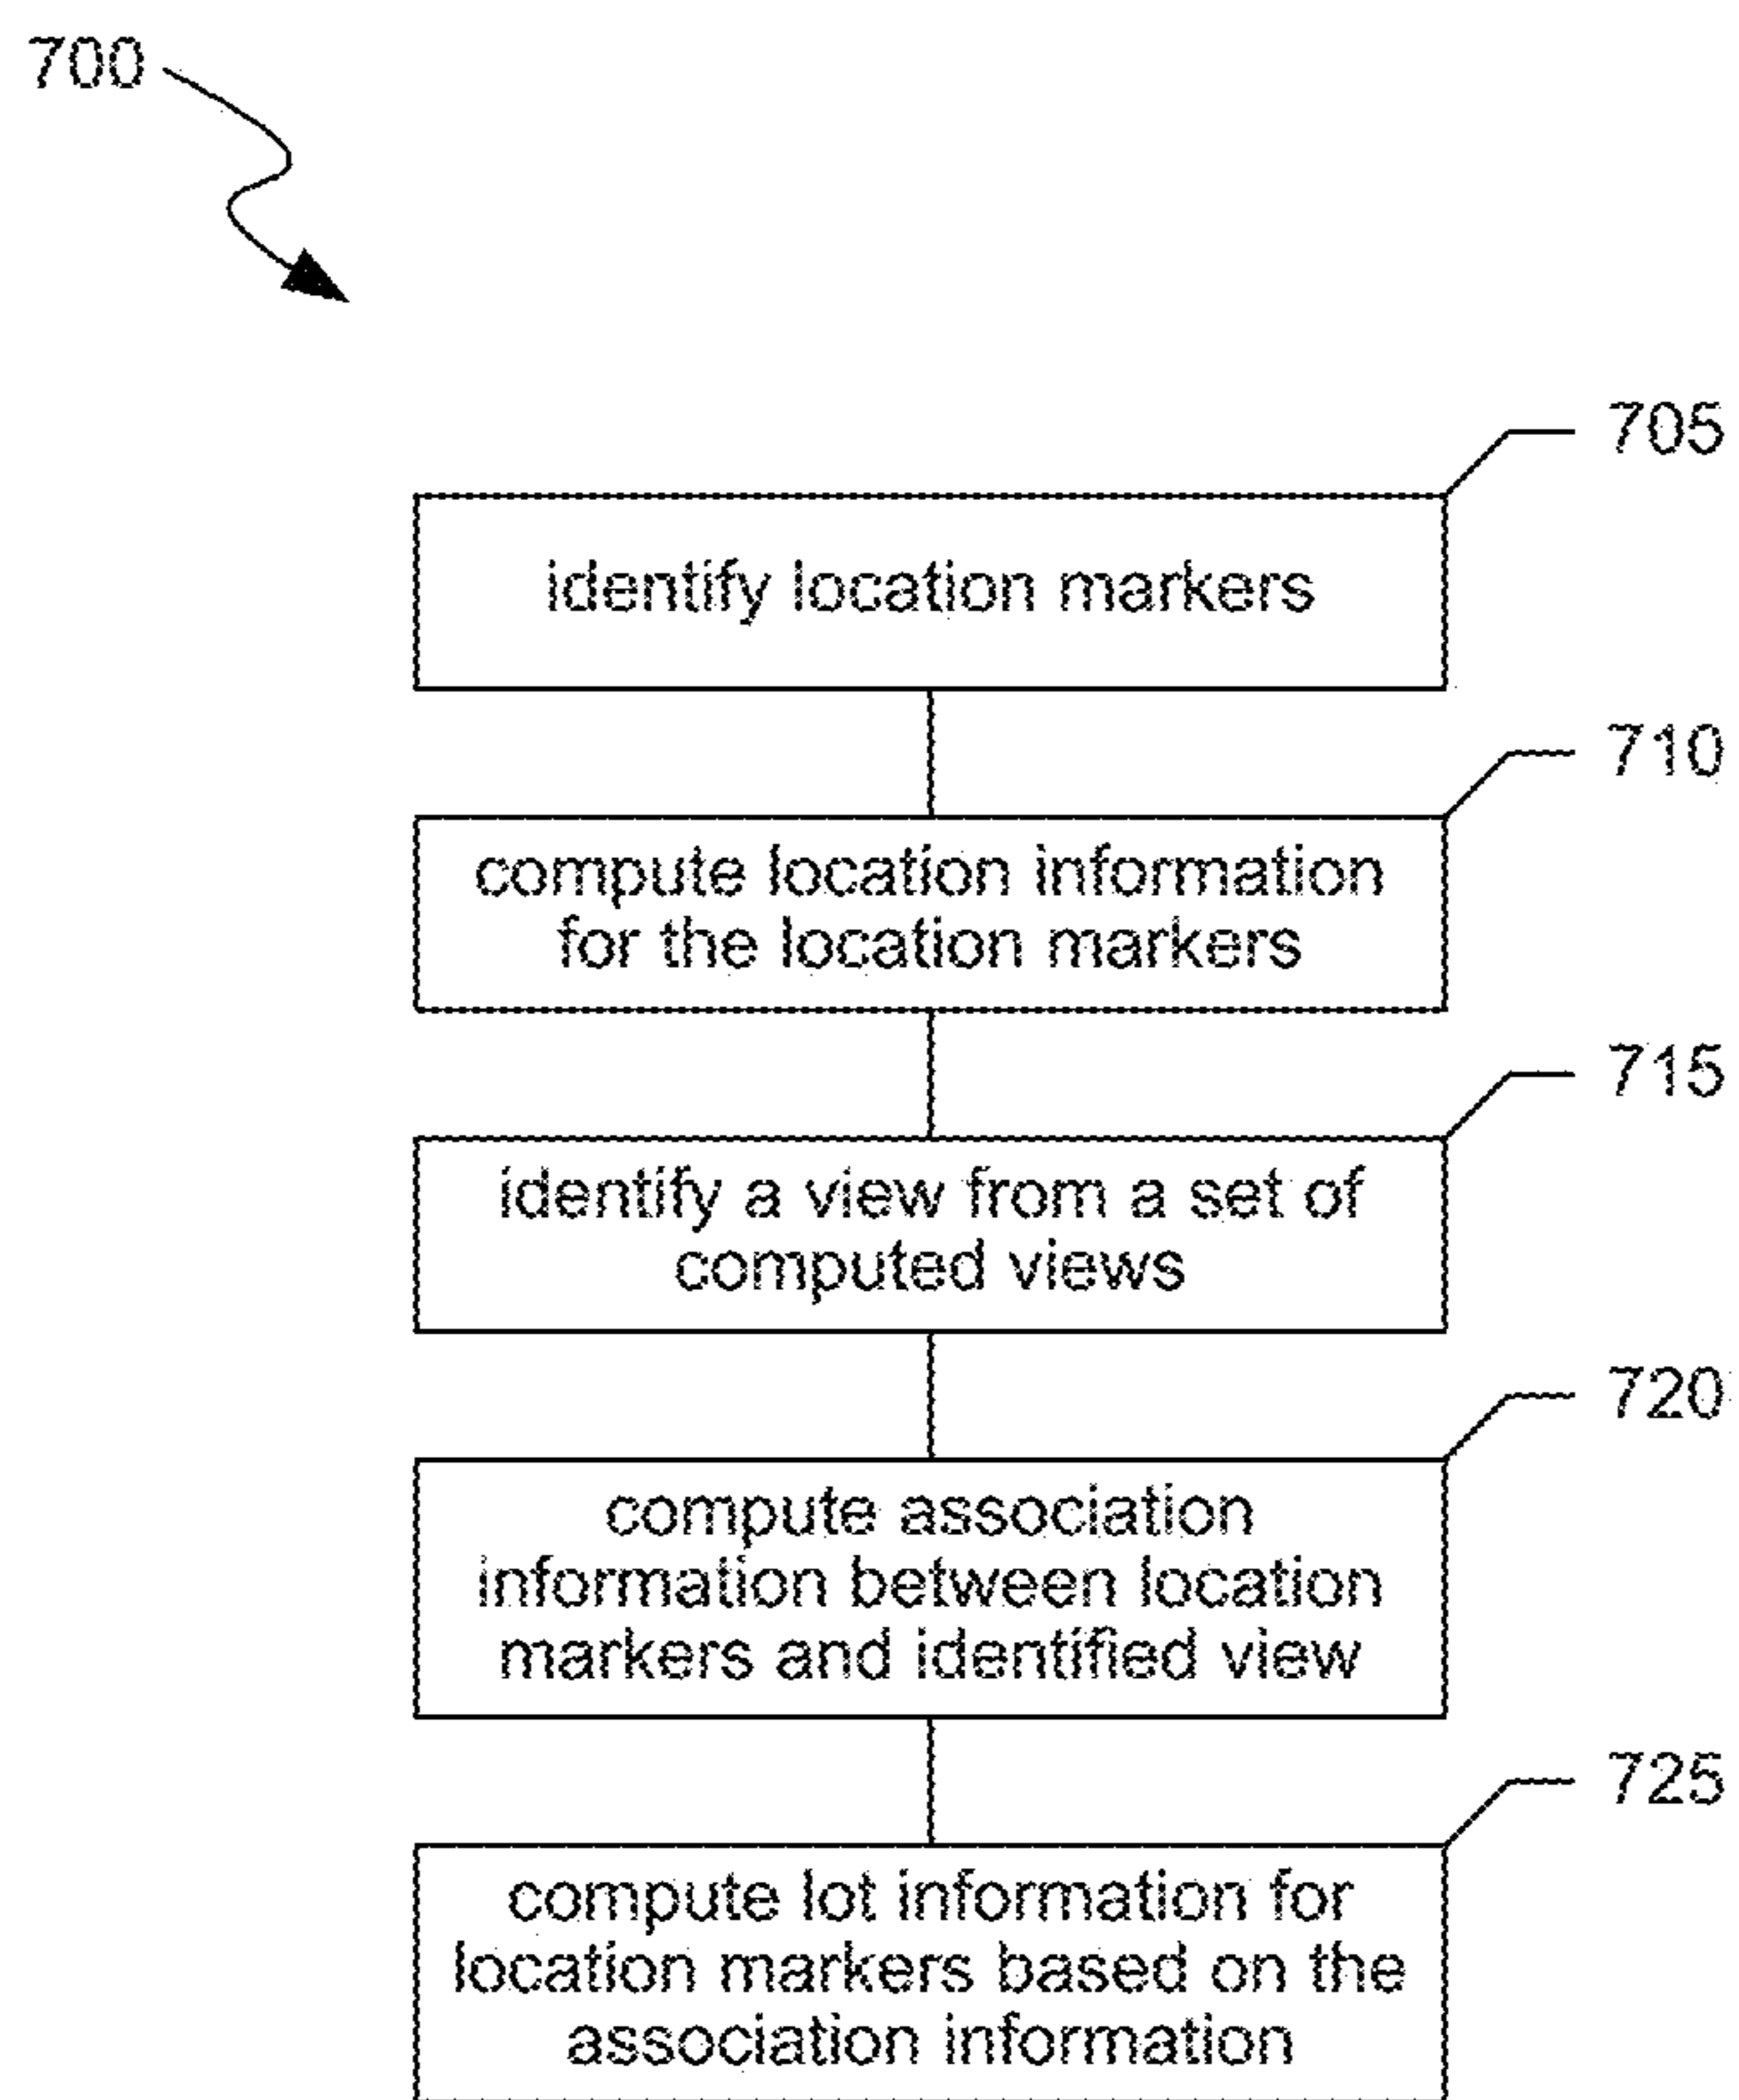 700
705
identify location markers
710
compute location information
for the location markers
715
identify a view from a set of
computed views
720
compute association
information between location
markers and identified view
725
compute lot information for
location markers based on the
association information